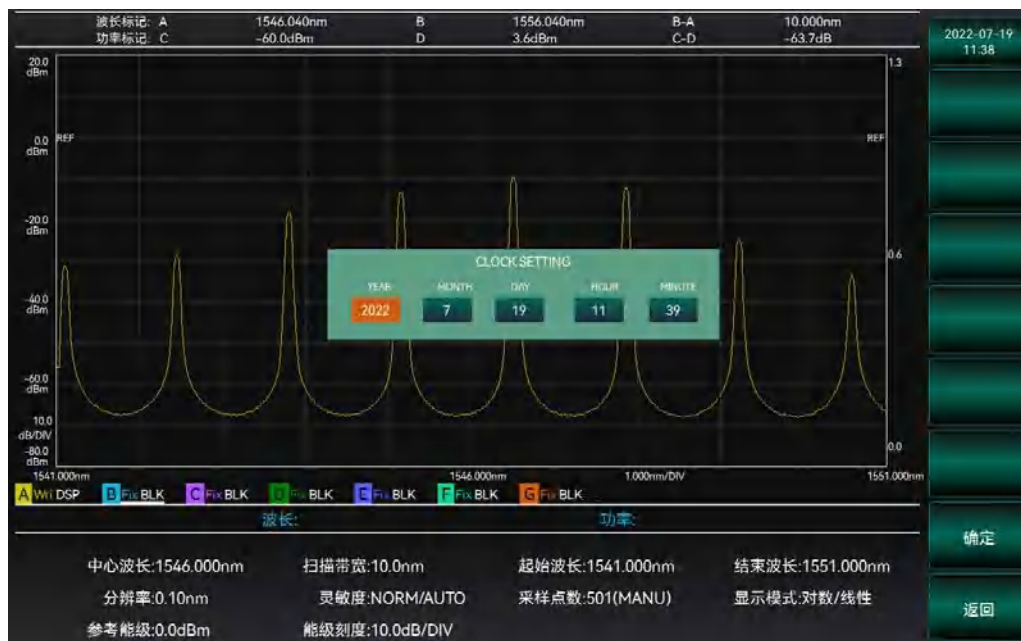 波长标记: A 1546.040nm B 1556.040nm B-A 10.000nm
功率标记: C -60.0dBm D 3.6dBm C-D -63.7dB
2022-07-19
11:38
20.0
dBm
1.3
0.0
dBm
REF
REF
-20.0
dBm
0.6
CLOCK SETTING
YEAR MONTH DAY HOUR MINUTE
2022 7 19 11 39
-40.0
dBm
-60.0
dBm
10.0
dB/DIV
-80.0
dBm
0.0
1541.000nm 1546.000nm 1.000nm/DIV 1551.000nm
A Wri DSP B Fix BLK C Fix BLK D Fix BLK E Fix BLK F Fix BLK G Fix BLK
波长: 功率:
确定
中心波长:1546.000nm 扫描带宽:10.0nm 起始波长:1541.000nm 结束波长:1551.000nm
分辨率:0.10nm 灵敏度:NORM/AUTO 采样点数:501(MANU) 显示模式:对数/线性
返回
参考能级:0.0dBm 能级刻度:10.0dB/DIV